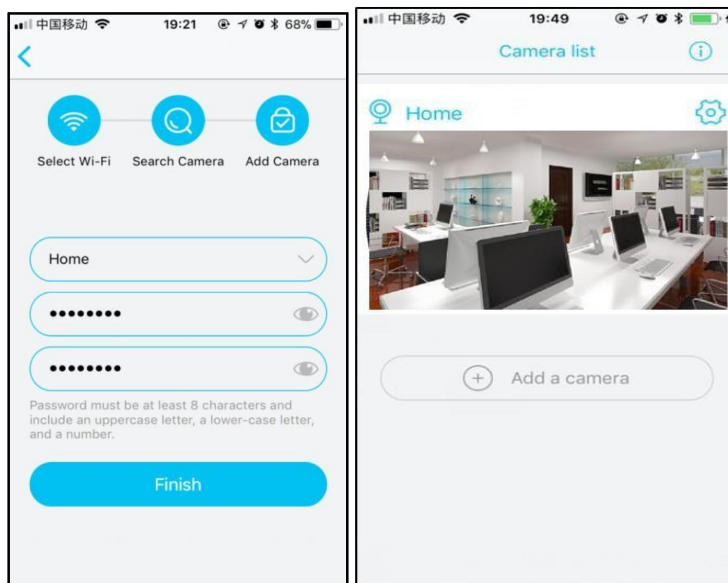 中国移动 19:21 68%
Select Wi-Fi Search Camera Add Camera
Home
••••••••
••••••••
Password must be at least 8 characters and
include an uppercase letter, a lower-case letter,
and a number.
Finish
中国移动 19:49
Camera list
Home
Add a camera